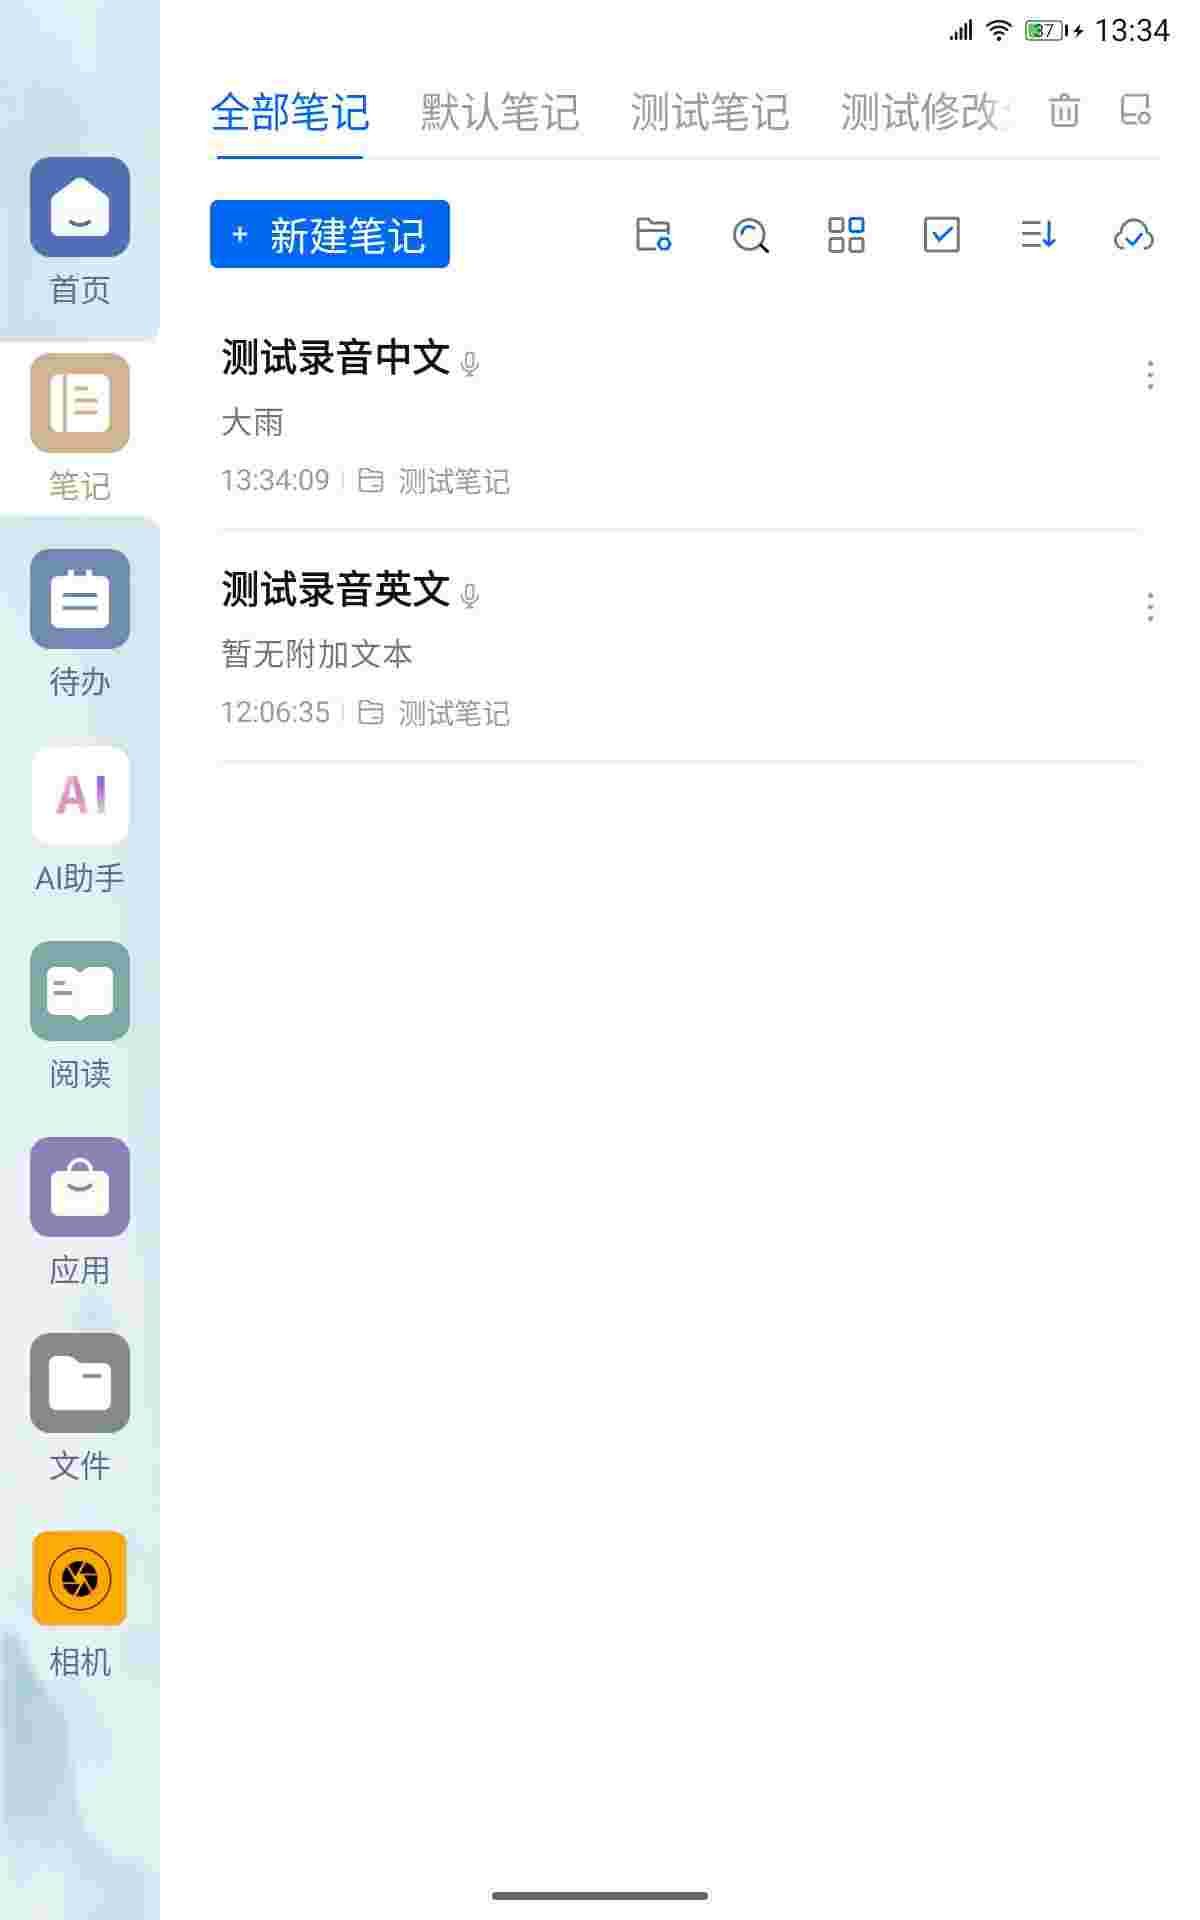 37 13:34
全部笔记 默认笔记 测试笔记 测试修改
+ 新建笔记
首页
测试录音中文
大雨
13:34:09 测试笔记
笔记
测试录音英文
暂无附加文本
12:06:35 测试笔记
待办
AI
AI助手
阅读
应用
文件
相机